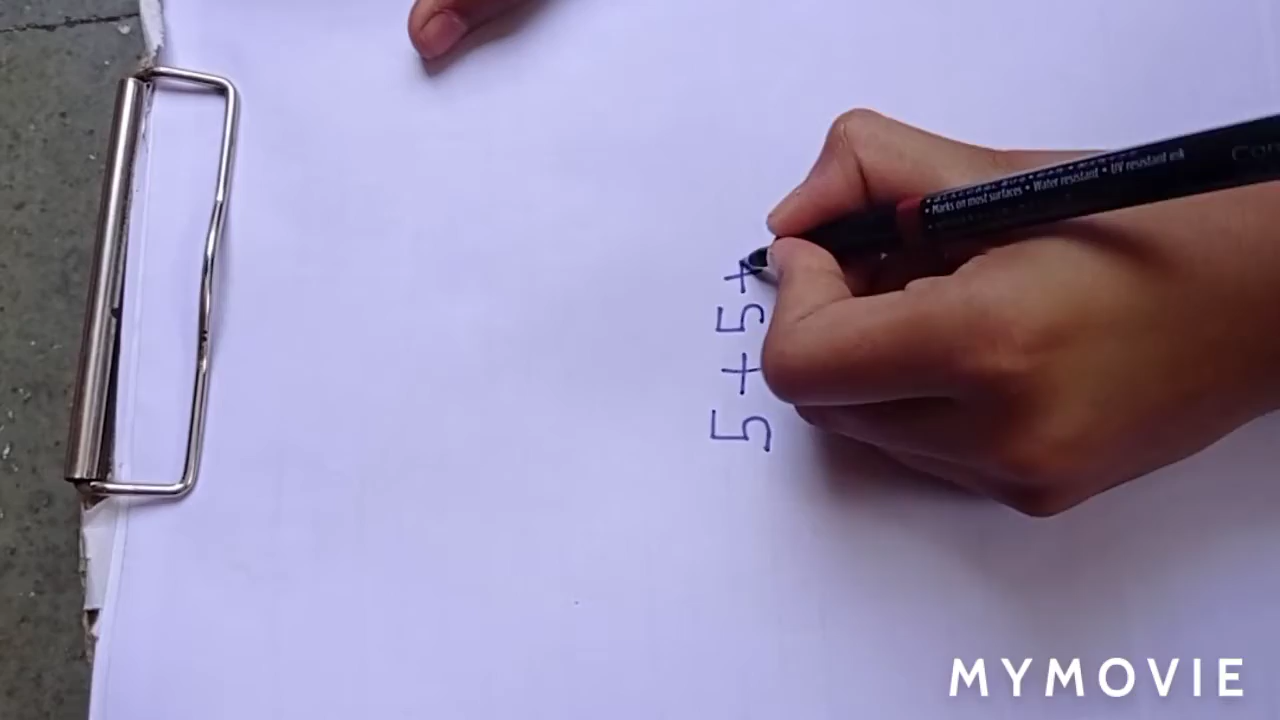 5+5+
• Marks on most surfaces • Water resistant • UV resistant ink
MYMOVIE